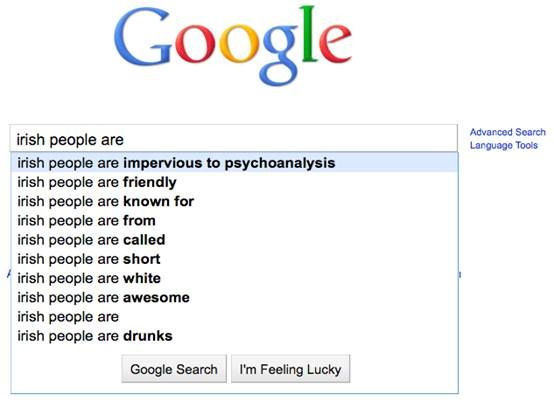 Google
irish people are
Advanced Search
Language Tools
irish people are impervious to psychoanalysis
irish people are friendly
irish people are known for
irish people are from
irish people are called
irish people are short
irish people are white
irish people are awesome
irish people are
irish people are drunks
Google Search I'm Feeling Lucky